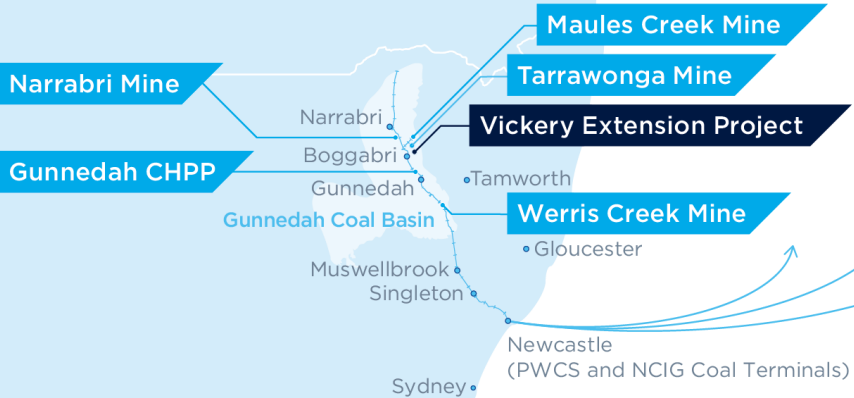 Maules Creek Mine
Tarrawonga Mine
Narrabri Mine
Narrabri
Vickery Extension Project
Boggabri
Gunnedah CHPP
Gunnedah
Tamworth
Gunnedah Coal Basin
Werris Creek Mine
Gloucester
Muswellbrook
Singleton
Newcastle
(PWCS and NCIG Coal Terminals)
Sydney